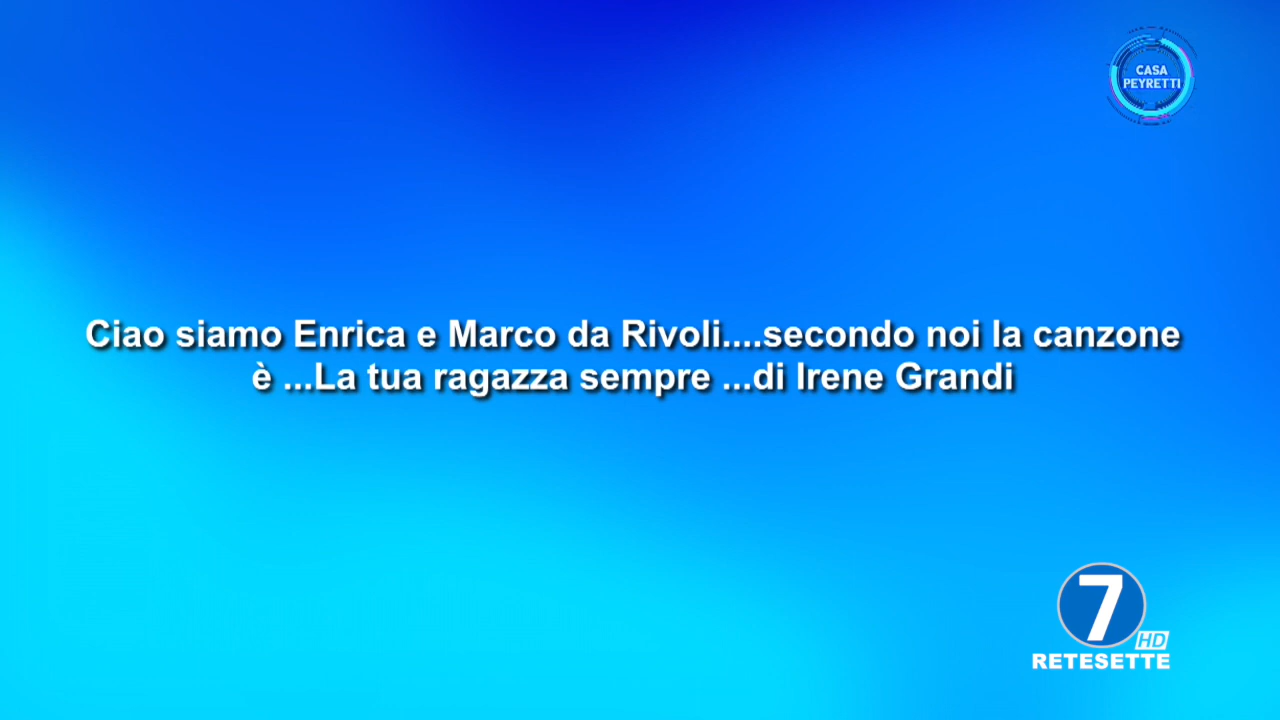 CASA
PEYRETTI
Ciao siamo Enrica e Marco da Rivoli....secondo noi la canzone
è ...La tua ragazza sempre ...di Irene Grandi
7
HD
RETESETTE